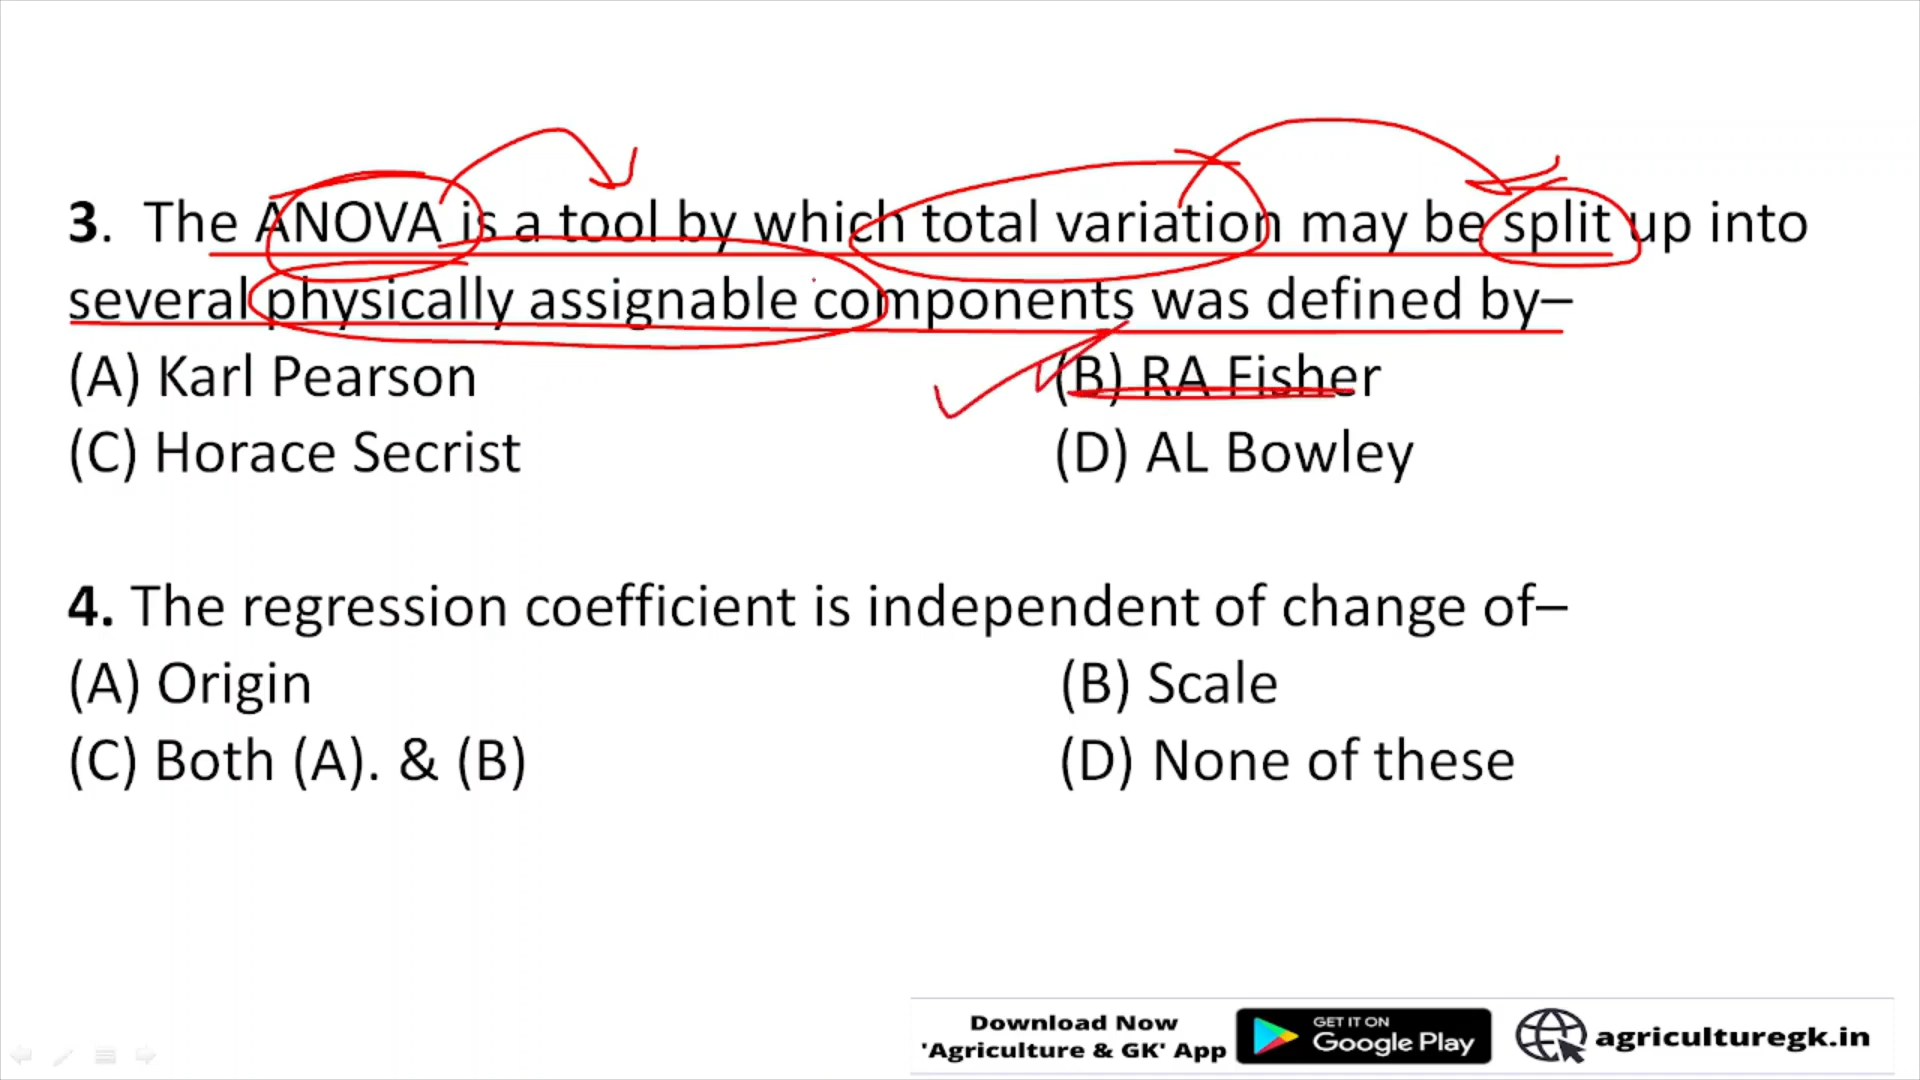 3. The ANOVA is a tool by which total variation may be split up into
several physically assignable components was defined by–
(A) Karl Pearson (B) RA Fisher
(C) Horace Secrist (D) AL Bowley
4. The regression coefficient is independent of change of–
(A) Origin (B) Scale
(C) Both (A). & (B) (D) None of these
Download Now
'Agriculture & GK' App
GET IT ON
Google Play
agriculturegk.in